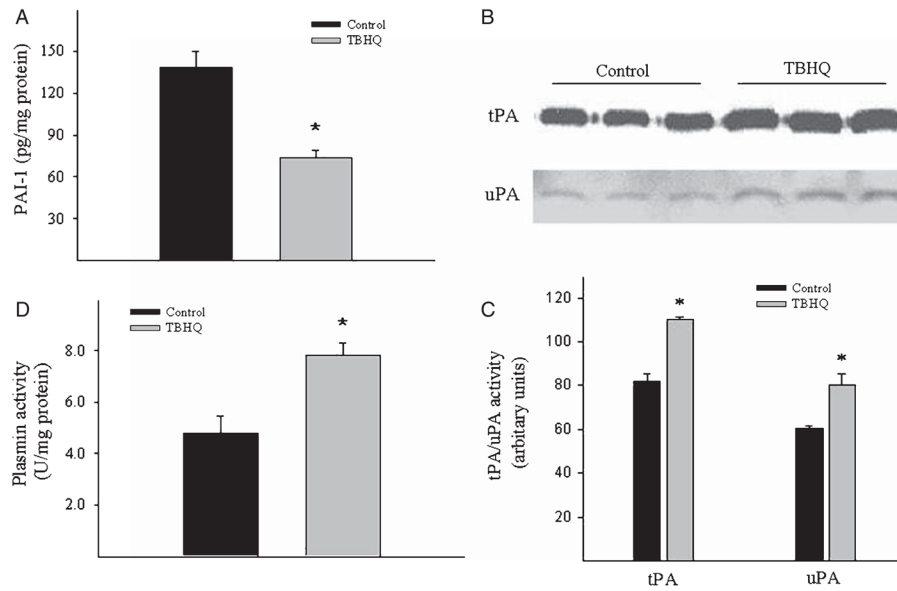 A
PAI-1 (pg/mg protein)
150
120
90
60
30
Control
TBHQ
*
B
Control TBHQ
tPA
uPA
D
Plasmin activity
(U/mg protein)
8.0
6.0
4.0
2.0
Control
TBHQ
*
C
tPA/uPA activity
(arbitary units)
120
100
80
60
40
20
Control
TBHQ
*
*
tPA uPA